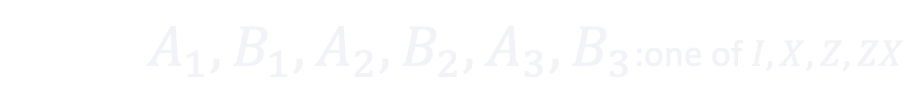 A₁, B₁, A₂, B₂, A₃, B₃:one of I, X, Z, ZX